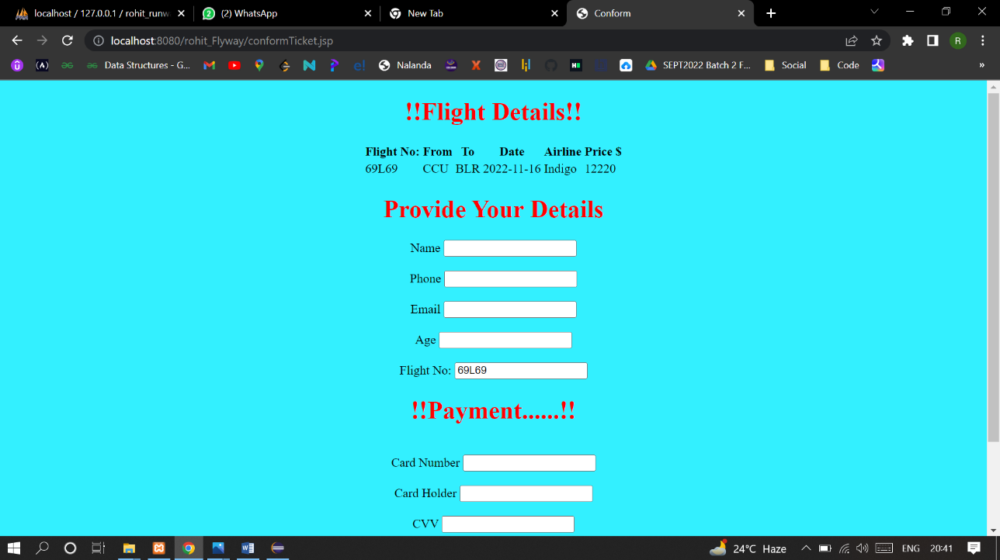 localhost / 127.0.0.1 / rohit_runw
(2) WhatsApp
New Tab
Conform
localhost:8080/rohit_Flyway/conformTicket.jsp
R
Data Structures - G...
Nalanda
SEPT2022 Batch 2 F...
Social
Code
»
!!Flight Details!!
Flight No: From To Date Airline Price $
69L69 CCU BLR 2022-11-16 Indigo 12220
Provide Your Details
Name
Phone
Email
Age
Flight No: 69L69
!!Payment......!!
Card Number
Card Holder
CVV
24°C Haze
ENG
20:41